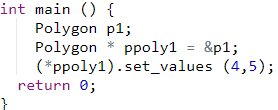 int main () {
Polygon p1;
Polygon * ppoly1 = &p1;
(*ppoly1).set_values (4,5);
return 0;
}